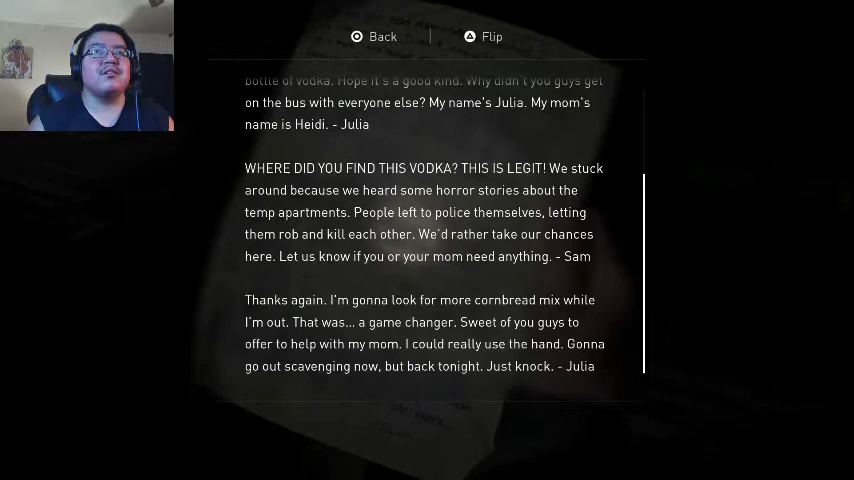 Back
Flip
bottle of vodka. Hope it's a good kind. Why didn't you guys get
on the bus with everyone else? My name's Julia. My mom's
name is Heidi. - Julia
WHERE DID YOU FIND THIS VODKA? THIS IS LEGIT! We stuck
around because we heard some horror stories about the
temp apartments. People left to police themselves, letting
them rob and kill each other. We'd rather take our chances
here. Let us know if you or your mom need anything. - Sam
Thanks again. I'm gonna look for more cornbread mix while
I'm out. That was... a game changer. Sweet of you guys to
offer to help with my mom. I could really use the hand. Gonna
go out scavenging now, but back tonight. Just knock. - Julia